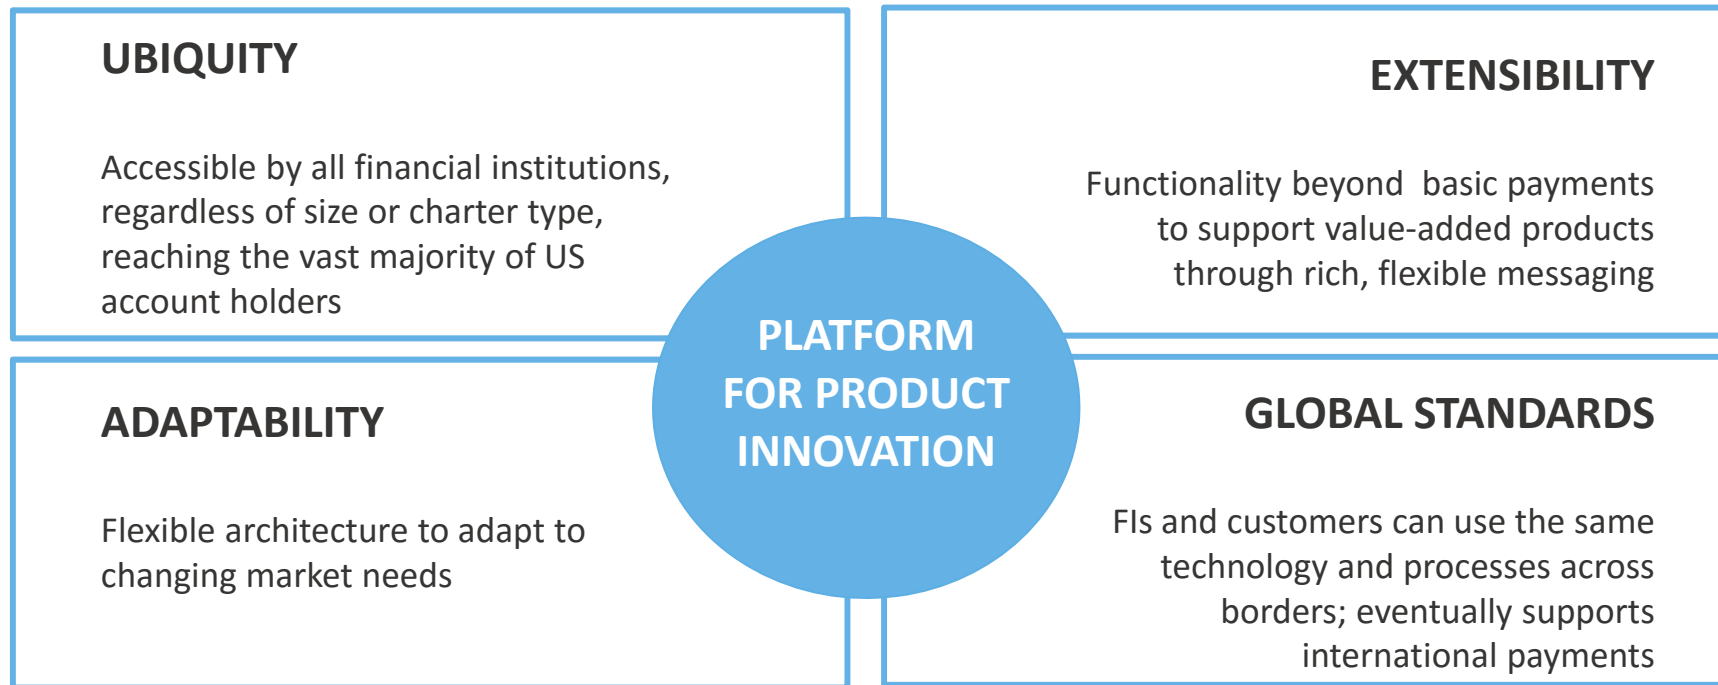 UBIQUITY
Accessible by all financial institutions,
regardless of size or charter type,
reaching the vast majority of US
account holders
EXTENSIBILITY
Functionality beyond  basic payments
to support value-added products
through rich, flexible messaging
PLATFORM
FOR PRODUCT
INNOVATION
ADAPTABILITY
Flexible architecture to adapt to
changing market needs
GLOBAL STANDARDS
FIs and customers can use the same
technology and processes across
borders; eventually supports
international payments